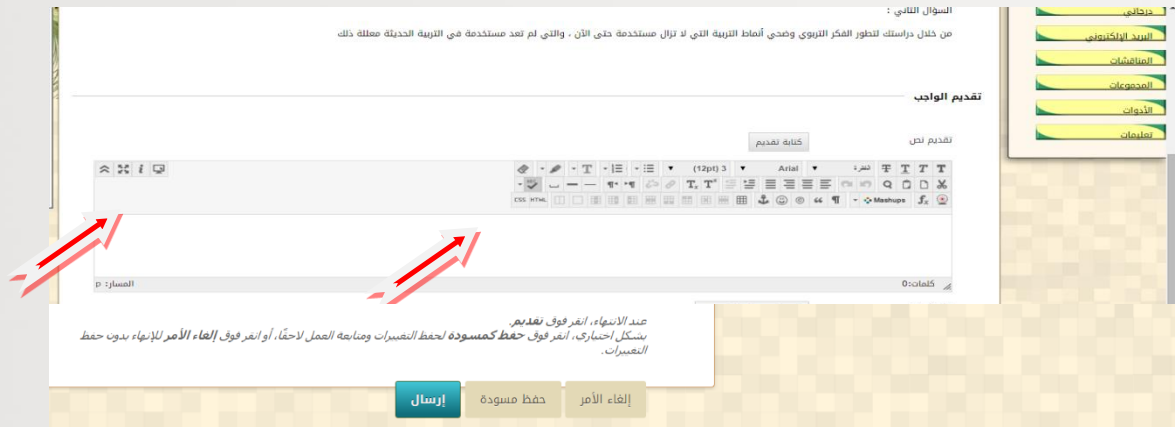 السؤال الثاني :
من خلال دراستك لتطور الفكر التربوي وضحي أنماط التربية التي لا تزال مستخدمة حتى الآن ، والتي لم تعد مستخدمة في التربية الحديثة معللة ذلك
درجاتي
البريد الإلكتروني
المناقشات
المجموعات
الأدوات
تعليمات
تقديم الواجب
تقديم نص
كتابة تقديم
فقرة Arial 3 (12pt)
Mashups
HTML CSS
المسار: p
كلمات:0
عند الانتهاء، انقر فوق تقديم.
بشكل اختياري، انقر فوق حفظ كمسودة لحفظ التغييرات ومتابعة العمل لاحقًا، أو انقر فوق إلغاء الأمر للإنهاء بدون حفظ
التغييرات.
إلغاء الأمر
حفظ مسودة
إرسال